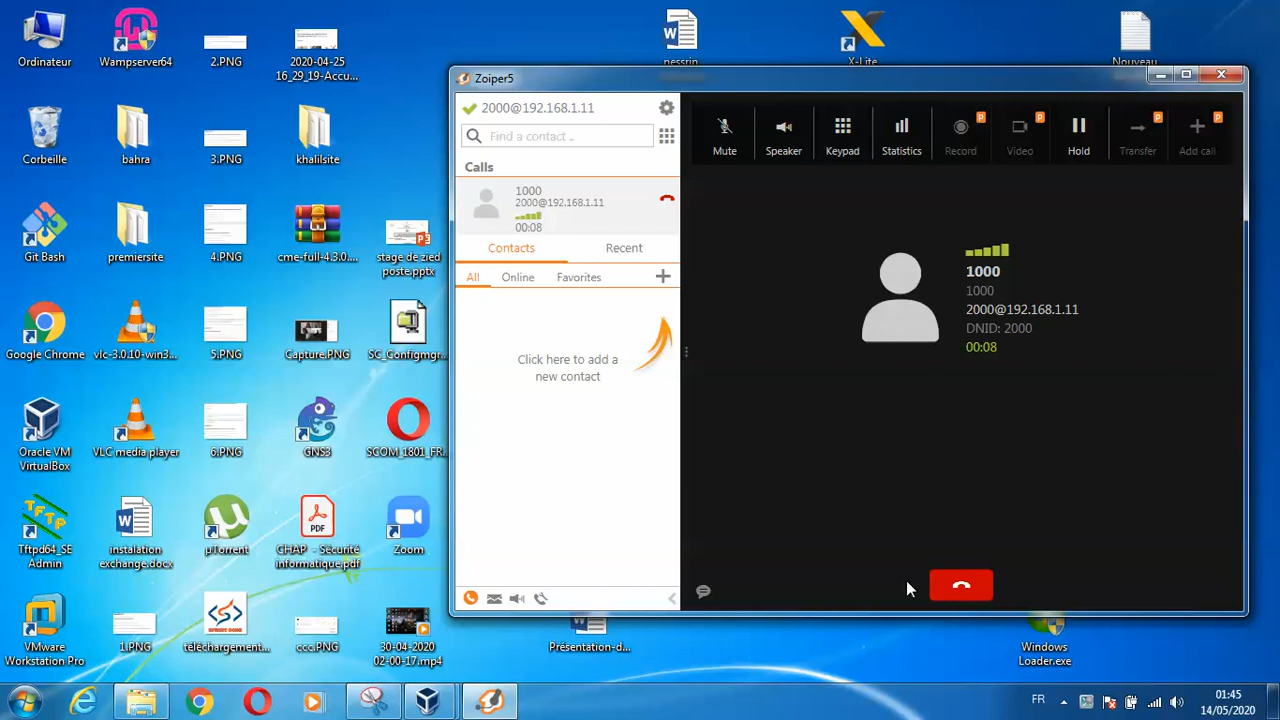 Ordinateur
Wampserver64
2.PNG
2020-04-25
16_29_19-Accu...
nessrin
X-Lite
Nouveau
Corbeille
bahra
3.PNG
khalilsite
Git Bash
premiersite
4.PNG
cme-full-4.3.0....
stage de zied
poste.pptx
Google Chrome
vlc-3.0.10-win3...
5.PNG
Capture.PNG
SC_Configmgr...
Oracle VM
VirtualBox
VLC media player
6.PNG
GNS3
SCOM_1801_FR...
Tftpd64_SE
Admin
instalation
exchange.docx
µTorrent
PDF
CHAP - Sécurité
informatique.pdf
Zoom
VMware
Workstation Pro
1.PNG
SPRIET DONE
téléchargement...
ccc.PNG
30-04-2020
02-00-17.mp4
Présentation-d...
Windows
Loader.exe
Zoiper5
2000@192.168.1.11
Find a contact ..
Calls
1000
2000@192.168.1.11
00:08
Contacts
Recent
All
Online
Favorites
Click here to add a
new contact
Mute
Speaker
Keypad
Statistics
Record
Video
Hold
Transfer
Add call
P
P
P
P
1000
1000
2000@192.168.1.11
DNID: 2000
00:08
FR
01:45
14/05/2020